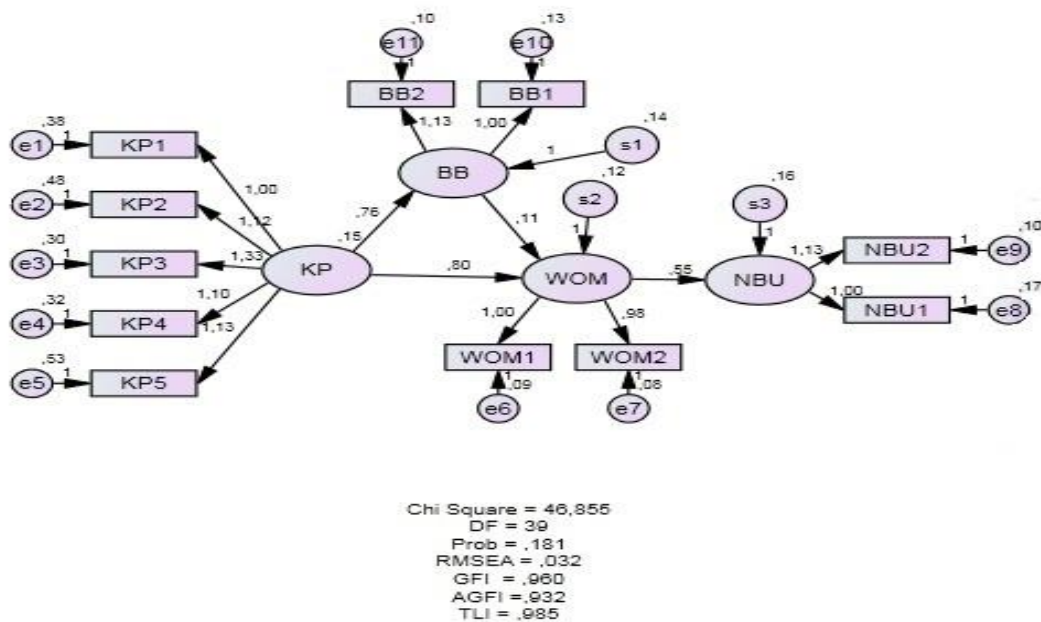 ,10
e11
1
,13
e10
1
BB2
BB1
1,13
1,00
,14
s1
1
BB
,38
e1
1
KP1
,48
e2
1
KP2
,30
e3
1
KP3
,32
e4
1
KP4
,53
e5
1
KP5
1,00
1,12
1,33
1,10
1,13
,15
KP
,76
,80
,11
,12
s2
1
WOM
,55
,16
s3
1
NBU
1,13
1,00
NBU2
1
,10
e9
NBU1
1
,17
e8
1,00
,98
WOM1
WOM2
1
,09
e6
1
,08
e7
Chi Square = 46,855
DF = 39
Prob = ,181
RMSEA = ,032
GFI = ,960
AGFI =,932
TLI = ,985